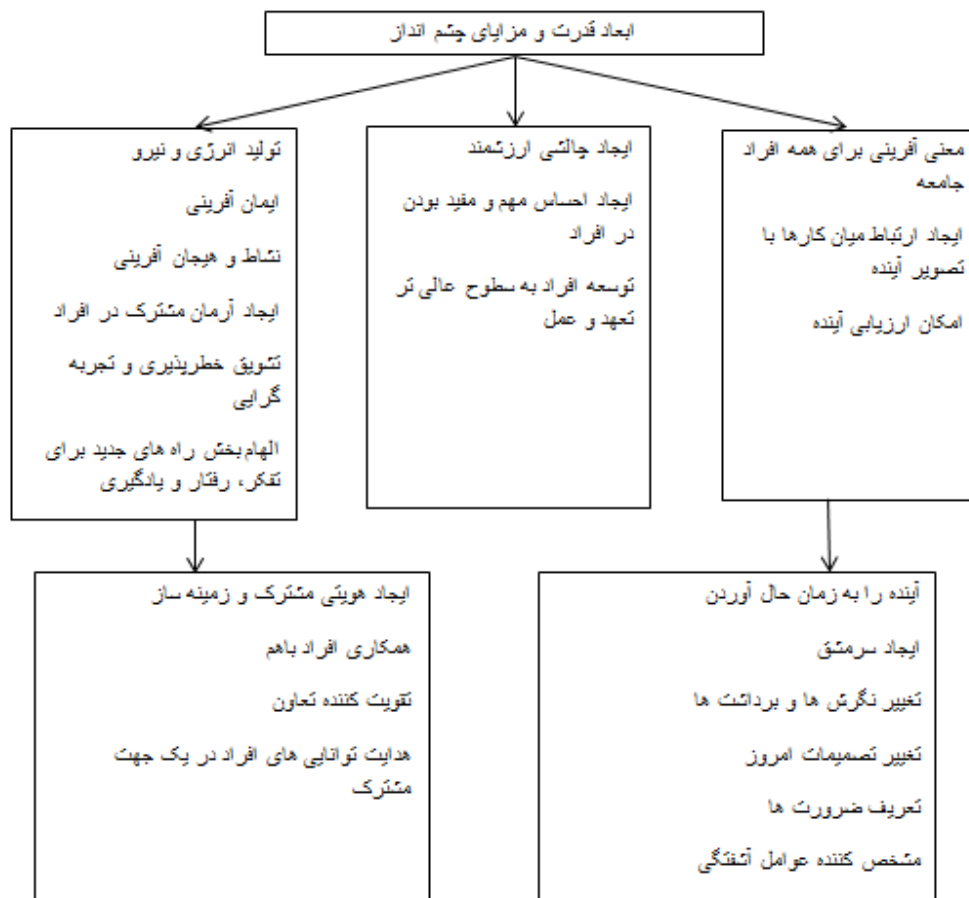 ابعاد قدرت و مزایای چشم انداز
معنی آفرینی برای همه افراد
جامعه
ایجاد ارتباط میان کارها با
تصویر آینده
امکان ارزیابی آینده
ایجاد چالشی ارزشمند
ایجاد احساس مهم و مفید بودن
در افراد
توسعه افراد به سطوح عالی تر
تعهد و عمل
تولید انرژی و نیرو
ایمان آفرینی
نشاط و هیجان آفرینی
ایجاد آرمان مشترک در افراد
تشویق خطرپذیری و تجربه
گرایی
الهام بخش راه های جدید برای
تفکر، رفتار و یادگیری
آینده را به زمان حال آوردن
ایجاد سرمشق
تغییر نگرش ها و برداشت ها
تغییر تصمیمات امروز
تعریف ضرورت ها
مشخص کننده عوامل آشفتگی
ایجاد هویتی مشترک و زمینه ساز
همکاری افراد باهم
تقویت کننده تعاون
هدایت توانایی های افراد در یک جهت
مشترک